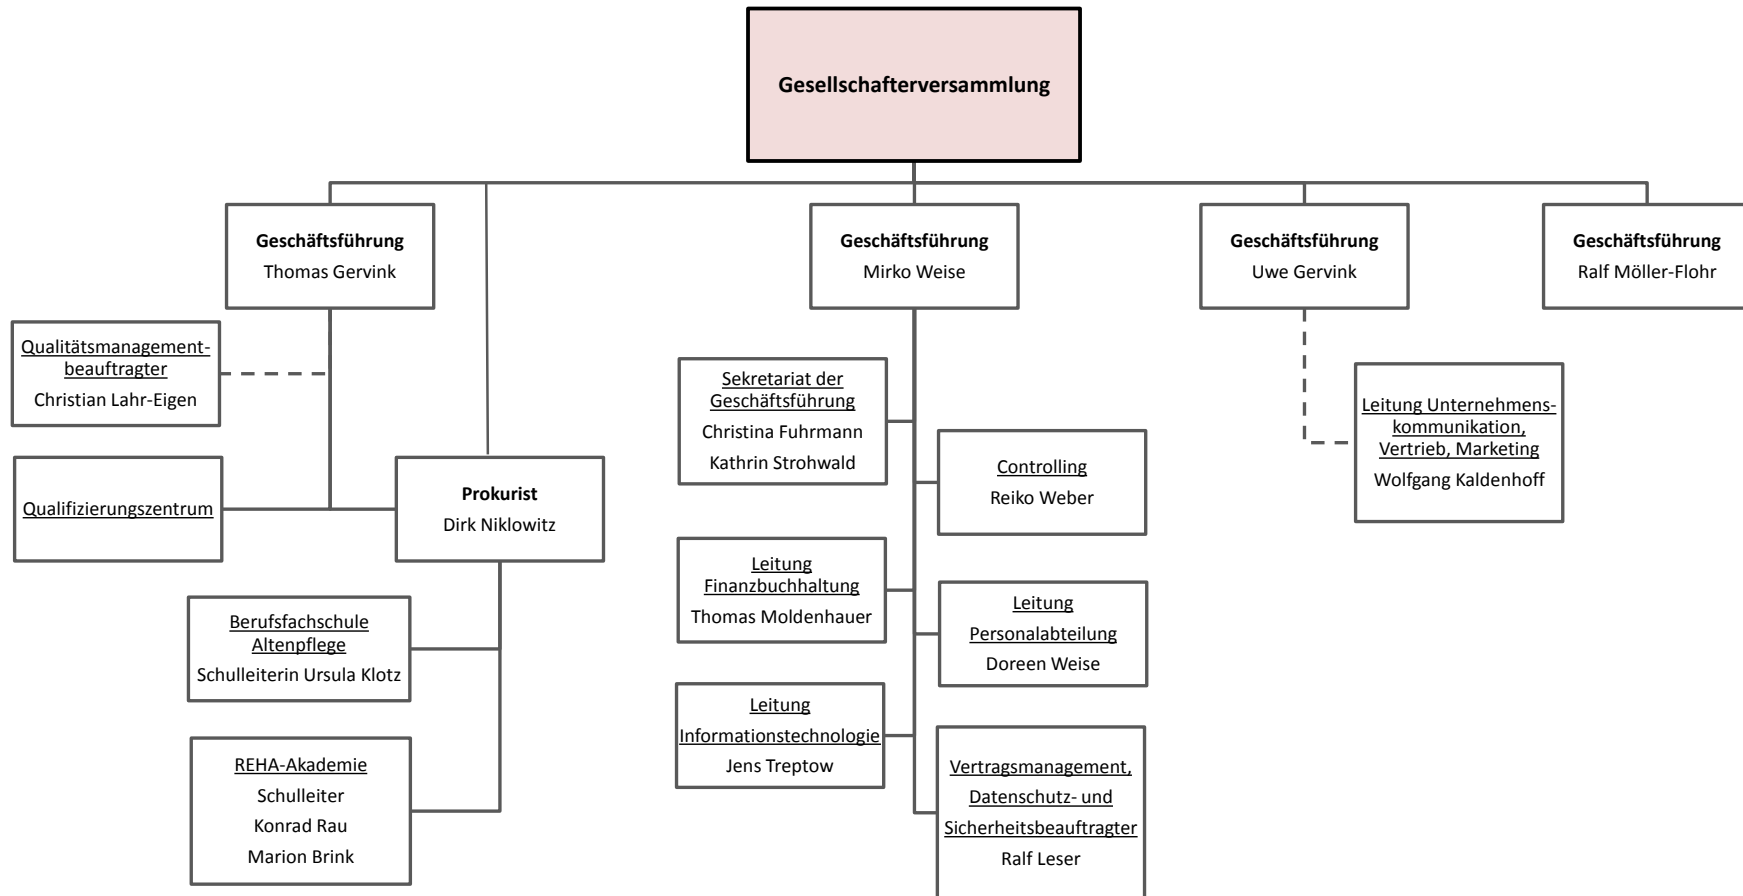 Gesellschafterversammlung
Geschäftsführung
Thomas Gervink
Geschäftsführung
Mirko Weise
Geschäftsführung
Uwe Gervink
Geschäftsführung
Ralf Möller-Flohr
Qualitätsmanagement-
beauftragter
Christian Lahr-Eigen
Qualifizierungszentrum
Prokurist
Dirk Niklowitz
Berufsfachschule
Altenpflege
Schulleiterin Ursula Klotz
REHA-Akademie
Schulleiter
Konrad Rau
Marion Brink
Sekretariat der
Geschäftsführung
Christina Fuhrmann
Kathrin Strohwald
Controlling
Reiko Weber
Leitung
Finanzbuchhaltung
Thomas Moldenhauer
Leitung
Personalabteilung
Doreen Weise
Leitung
Informationstechnologie
Jens Treptow
Vertragsmanagement,
Datenschutz- und
Sicherheitsbeauftragter
Ralf Leser
Leitung Unternehmens-
kommunikation,
Vertrieb, Marketing
Wolfgang Kaldenhoff